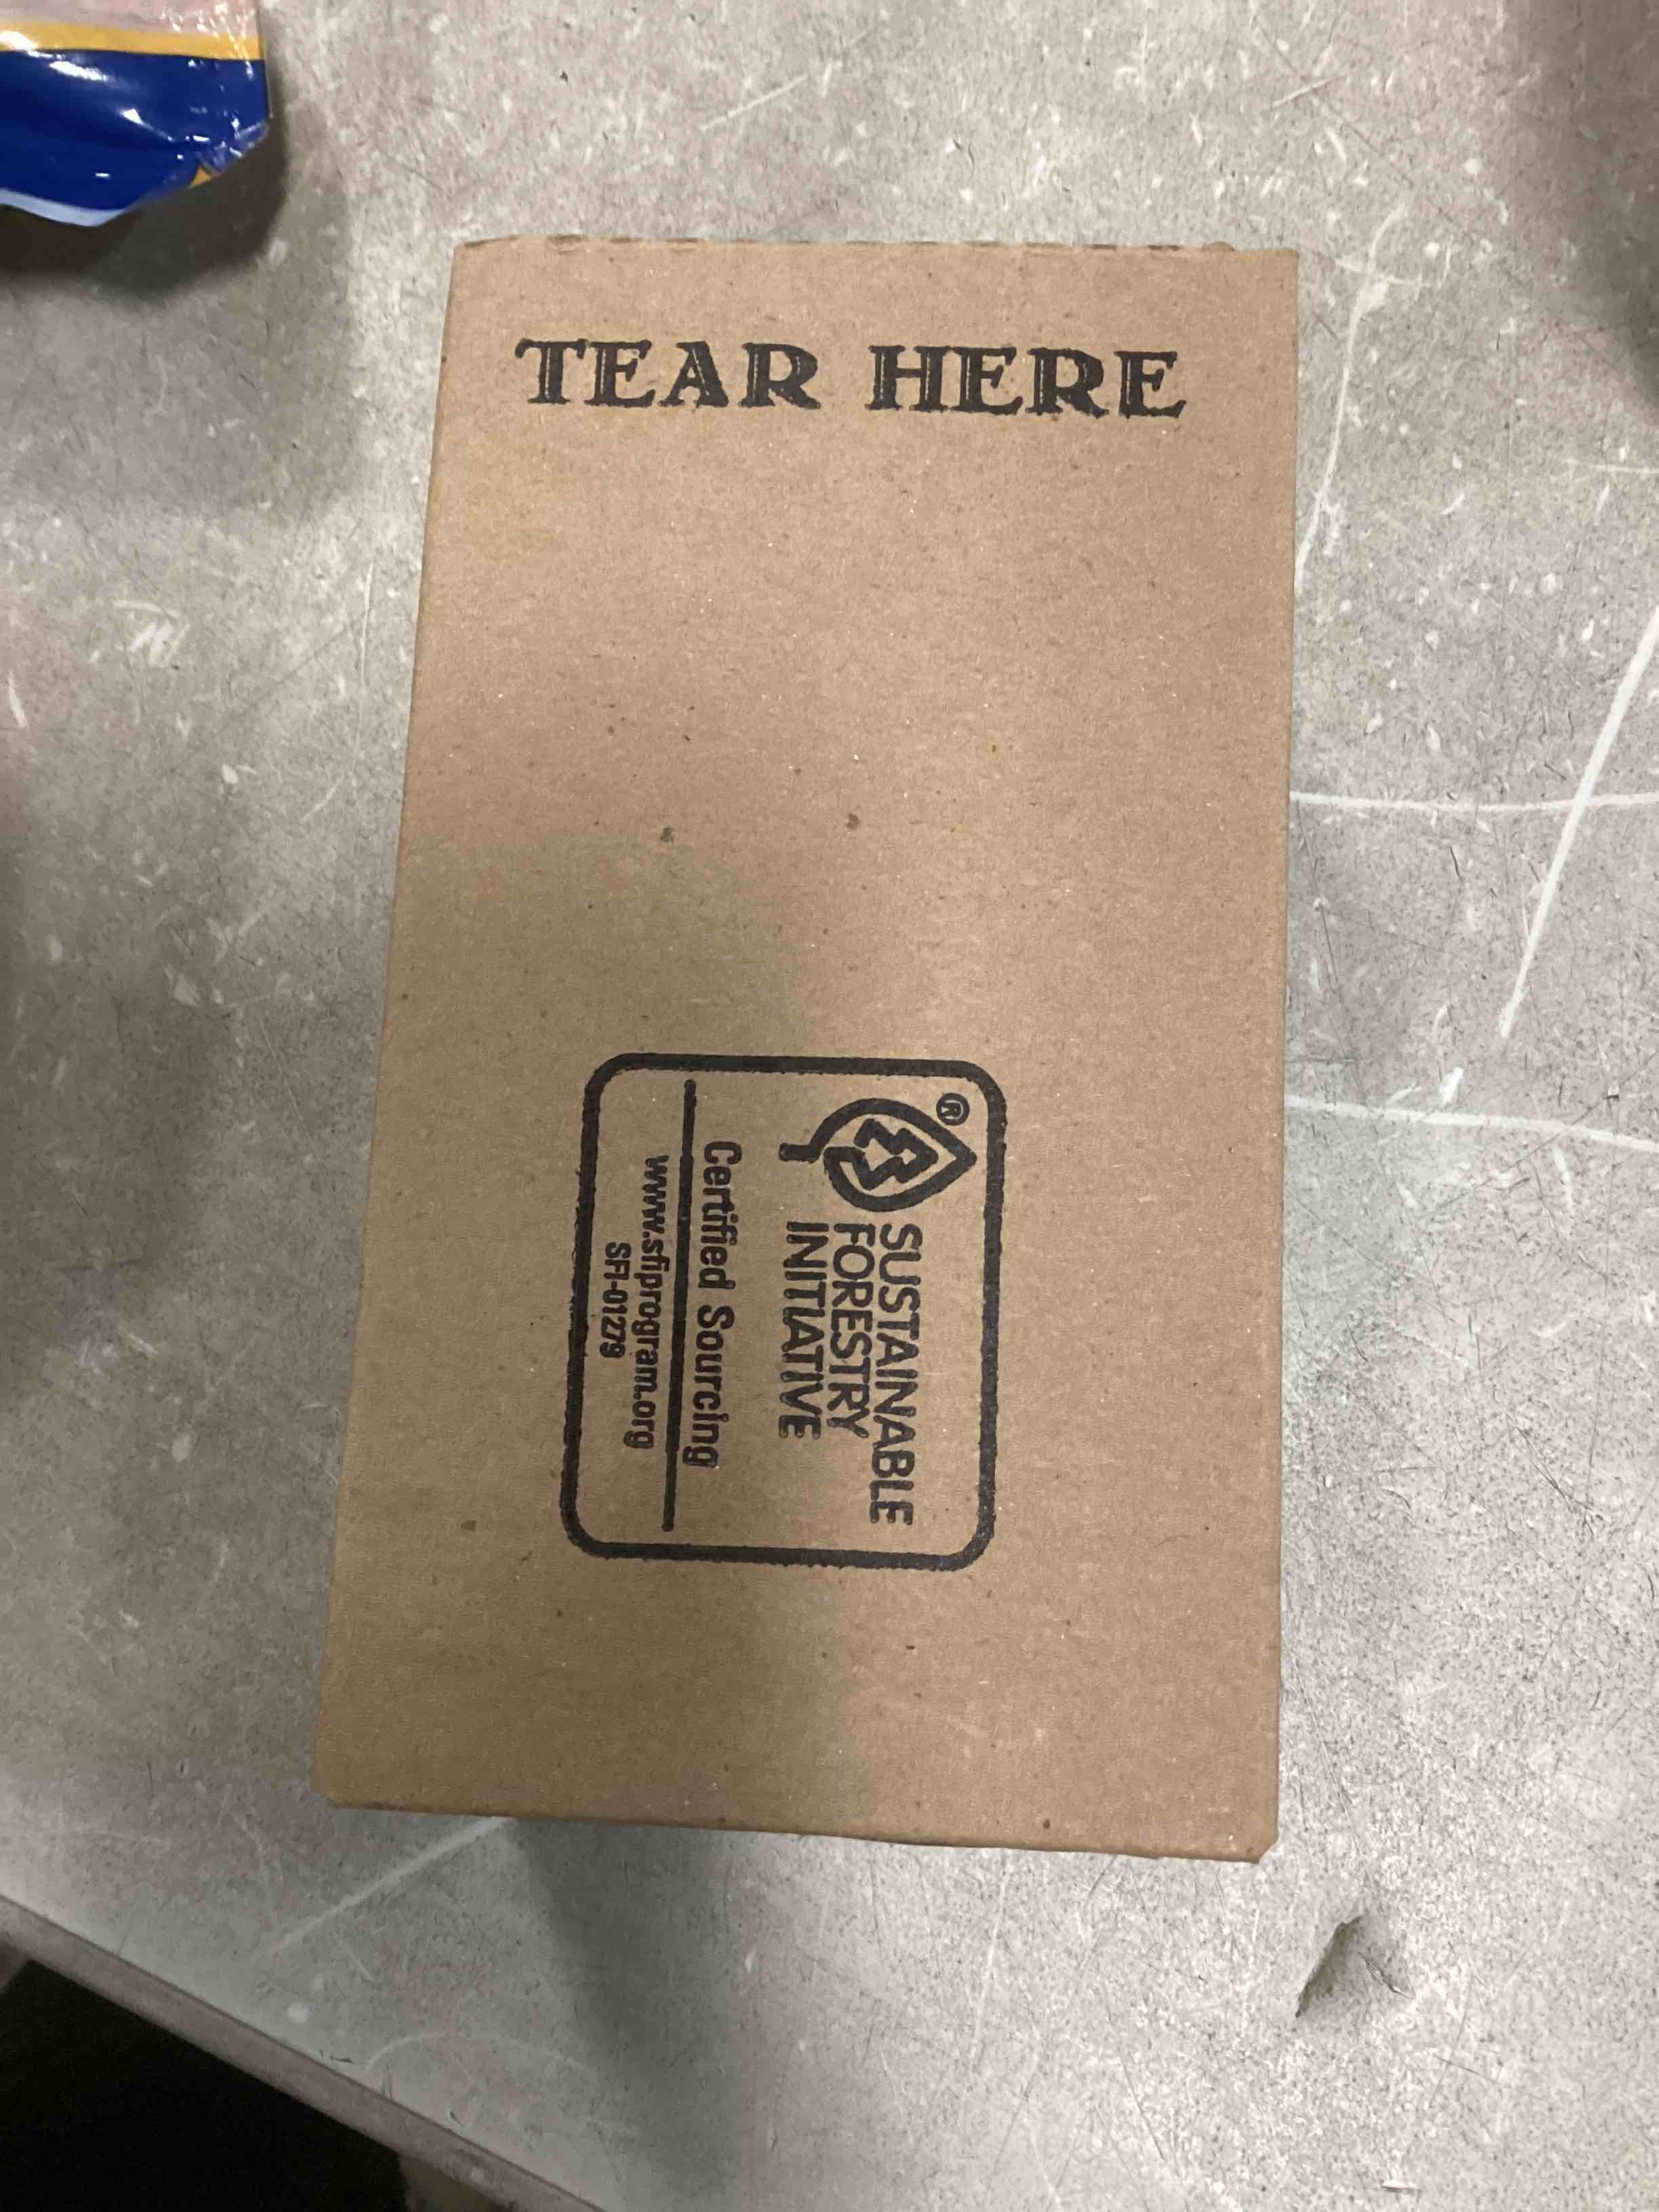 TEAR HERE
®
SUSTAINABLE
FORESTRY
INITIATIVE
Certified Sourcing
www.sfiprogram.org
SFI-01279